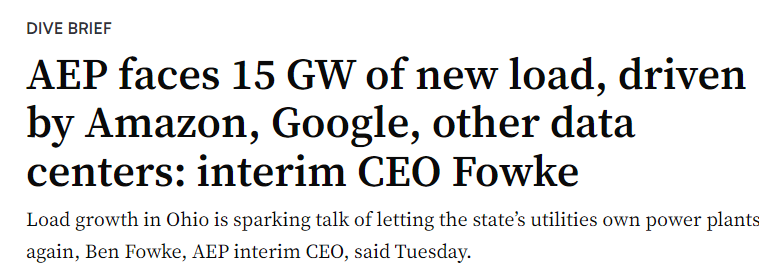 DIVE BRIEF
AEP faces 15 GW of new load, driven
by Amazon, Google, other data
centers: interim CEO Fowke
Load growth in Ohio is sparking talk of letting the state’s utilities own power plants
again, Ben Fowke, AEP interim CEO, said Tuesday.